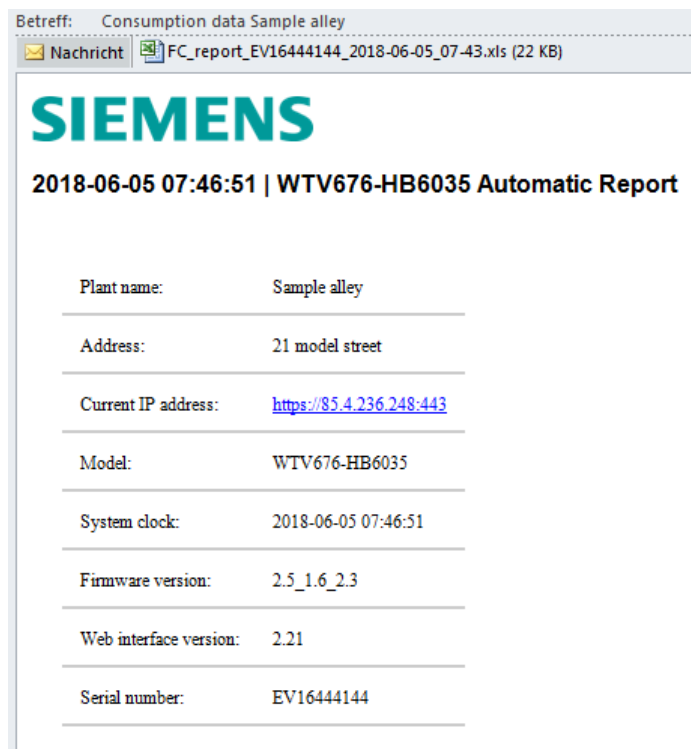 Betreff: Consumption data Sample alley
Nachricht FC_report_EV16444144_2018-06-05_07-43.xls (22 KB)
SIEMENS
2018-06-05 07:46:51 | WTV676-HB6035 Automatic Report
Plant name: Sample alley
Address: 21 model street
Current IP address: https://85.4.236.248:443
Model: WTV676-HB6035
System clock: 2018-06-05 07:46:51
Firmware version: 2.5_1.6_2.3
Web interface version: 2.21
Serial number: EV16444144